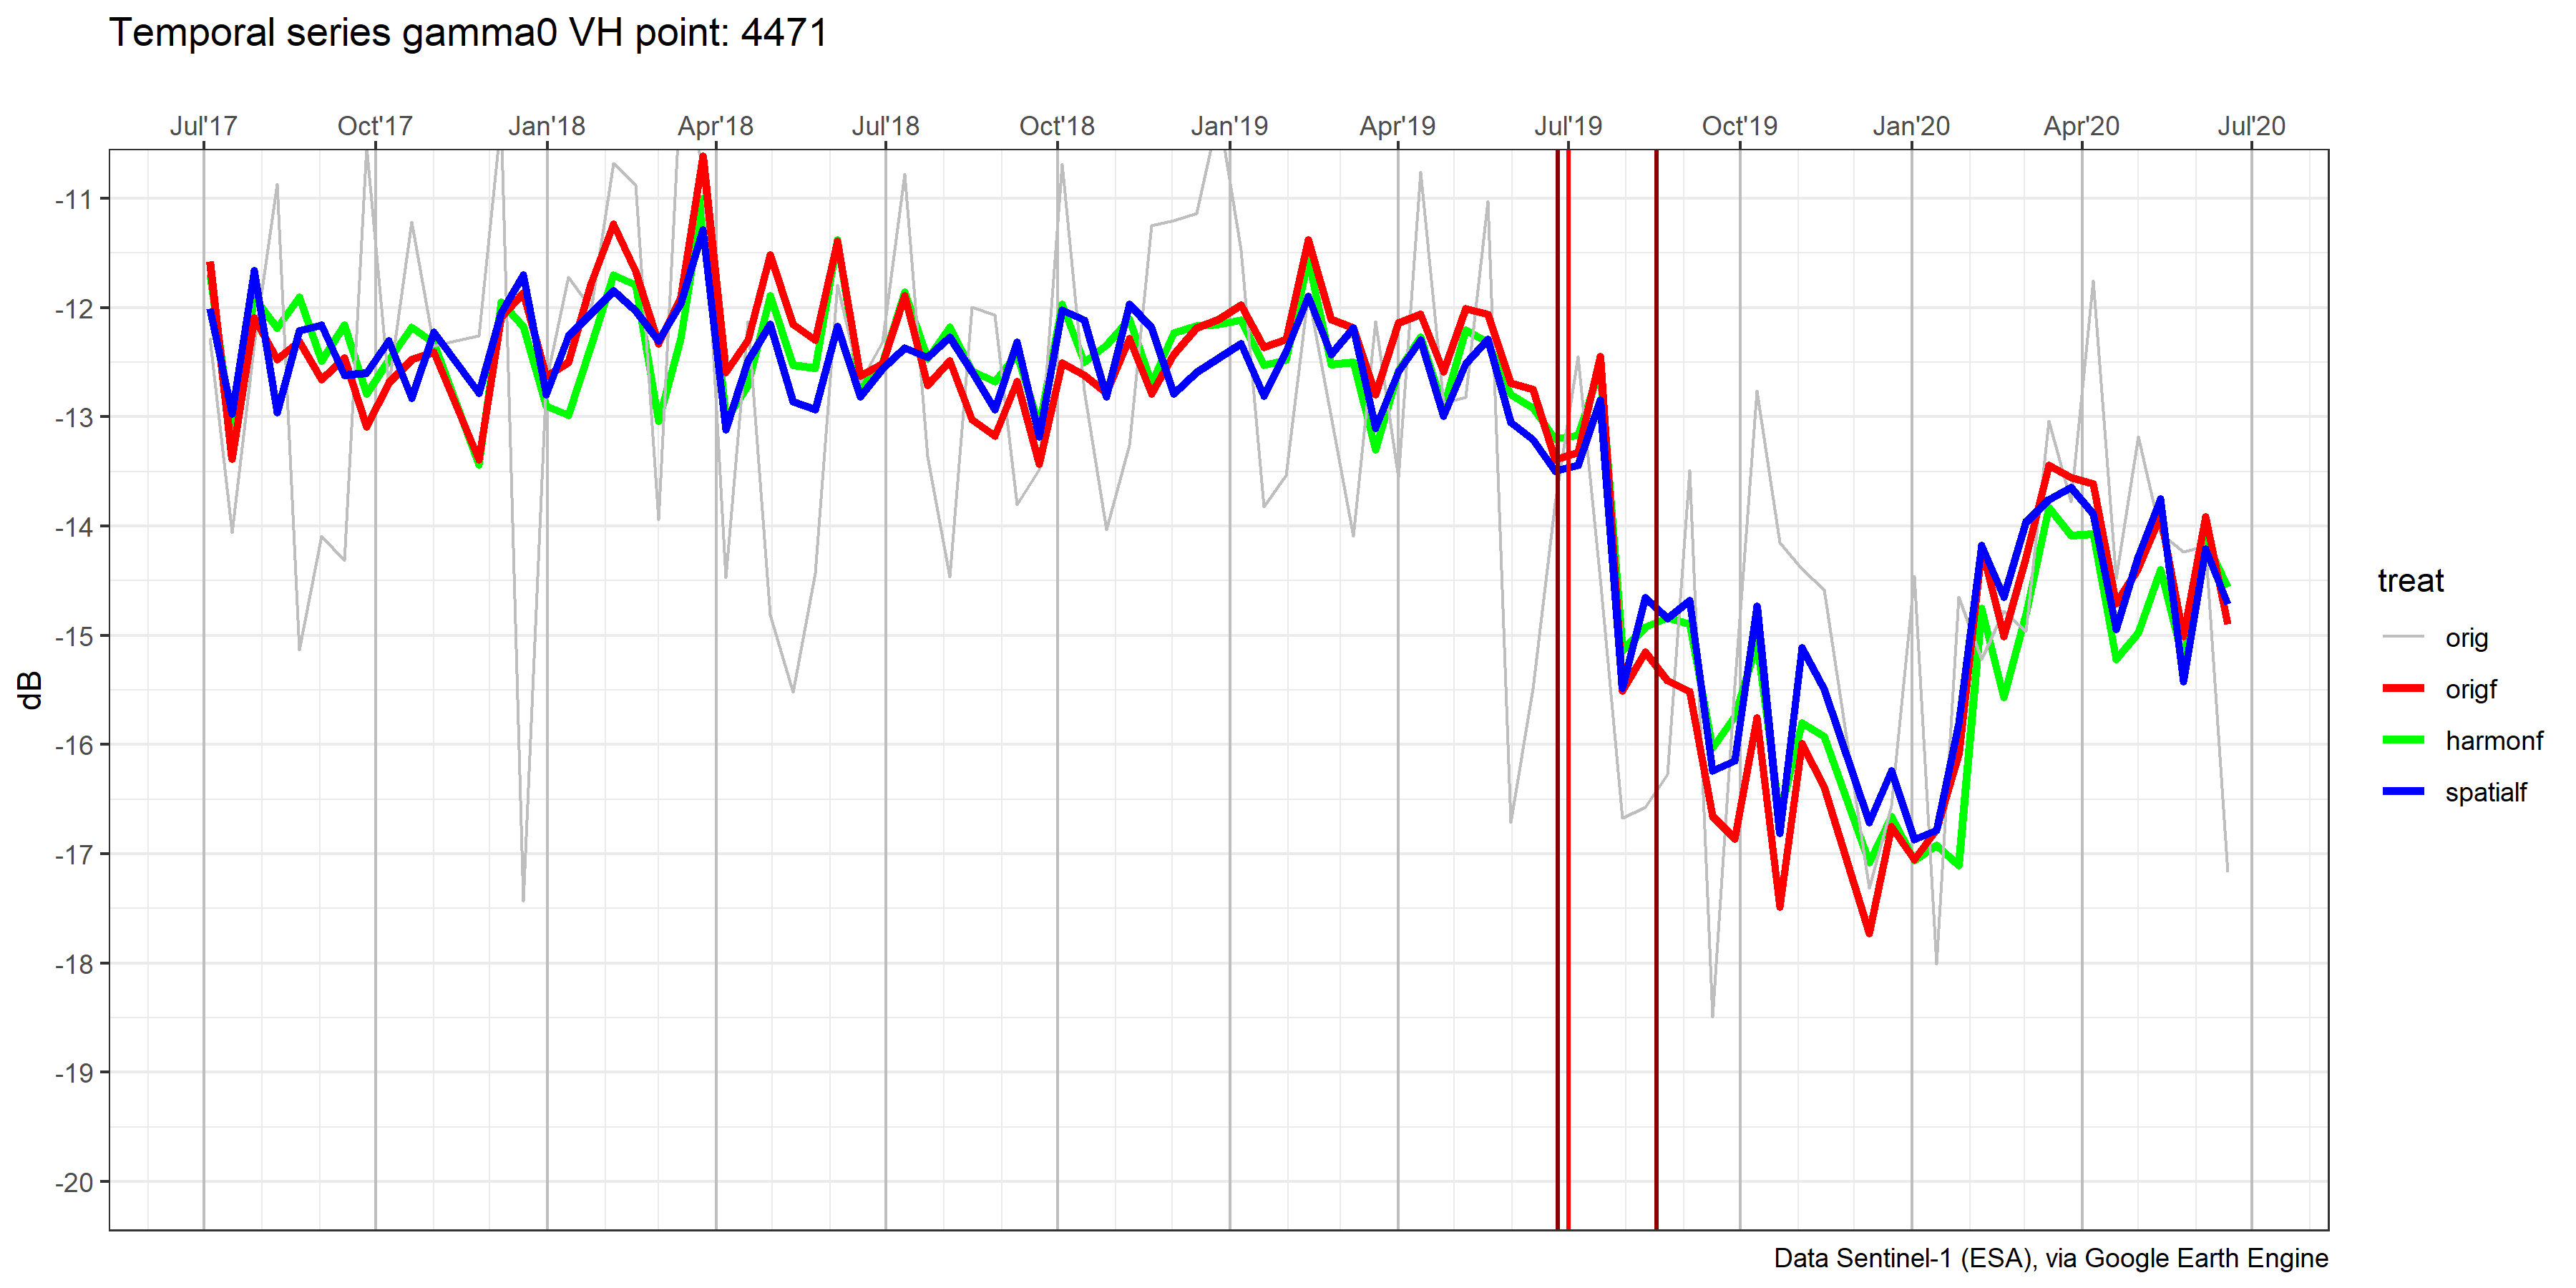 Temporal series gamma0 VH point: 4471
Jul'17 Oct'17 Jan'18 Apr'18 Jul'18 Oct'18 Jan'19 Apr'19 Jul'19 Oct'19 Jan'20 Apr'20 Jul'20
-11
-12
-13
-14
-15
-16
-17
-18
-19
-20
dB
treat
orig
origf
harmonf
spatialf
Data Sentinel-1 (ESA), via Google Earth Engine